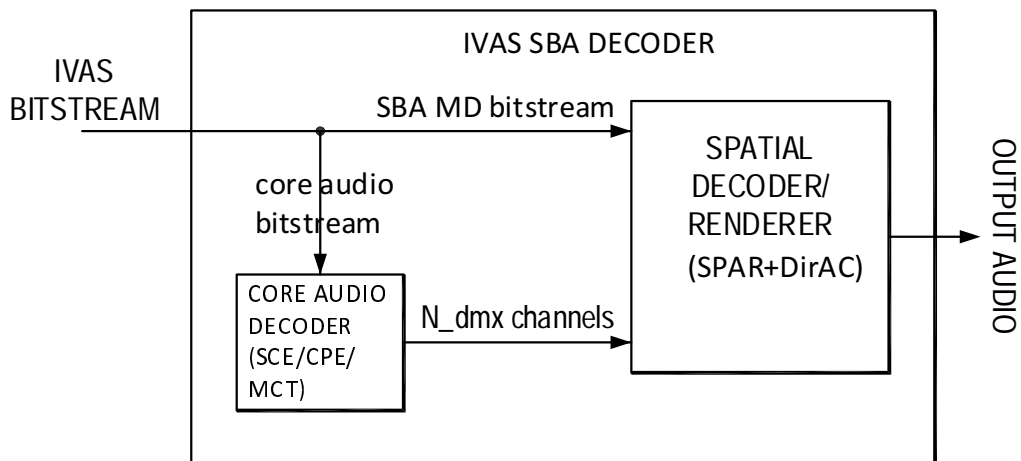 IVAS SBA DECODER
IVAS
BITSTREAM
SBA MD bitstream
SPATIAL
DECODER/
RENDERER
(SPAR+DirAC)
core audio
bitstream
CORE AUDIO
DECODER
(SCE/CPE/
MCT)
N_dmx channels
OUTPUT AUDIO